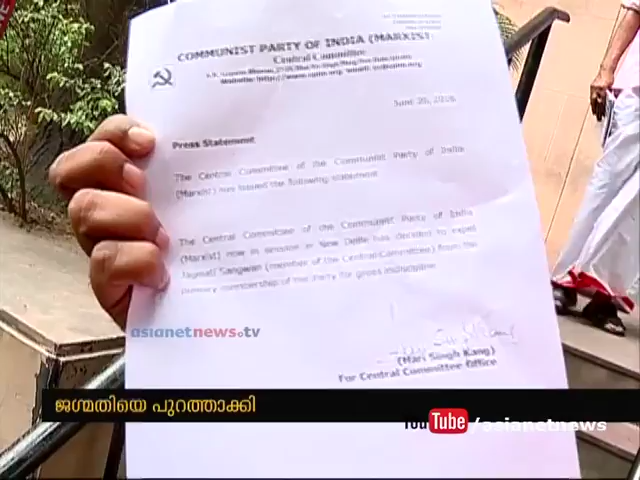 COMMUNIST PARTY OF INDIA (MARXIST)
Central Committee
June 20, 2016
Press Statement
The Central Committee of the Communist Party of India
(Marxist) has issued the following statement
The Central Committee of the Communist Party of India
(Marxist) now in session in New Delhi has decided to expel
Jagmati Sangwan (member of the Central Committee) from the
primary membership of the Party for gross indiscipline
(Hari Singh Kang)
For Central Committee Office
asianetnews.tv
ജഗ്മതിയെ പുറത്താക്കി
YouTube /asianetnews